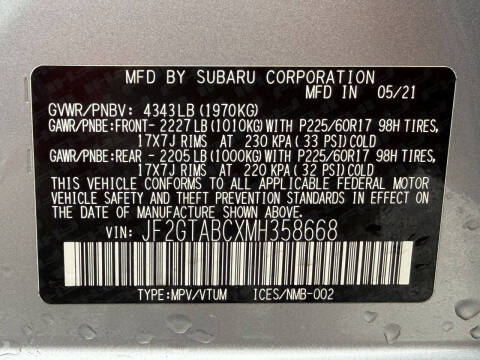 MFD BY SUBARU CORPORATION
MFD IN 05/21
GVWR/PNBV: 4343LB (1970KG)
GAWR/PNBE:FRONT- 2227 LB (1010KG) WITH P225/60R17 98H TIRES,
17X7J RIMS AT 230 KPA (33 PSI) COLD
GAWR/PNBE:REAR - 2205 LB (1000KG) WITH P225/60R17 98H TIRES,
17X7J RIMS AT 220 KPA (32 PSI) COLD
THIS VEHICLE CONFORMS TO ALL APPLICABLE FEDERAL MOTOR VEHICLE
SAFETY AND THEFT PREVENTION STANDARDS IN EFFECT ON
THE DATE OF MANUFACTURE SHOWN ABOVE.
VIN: JF2GTABCXMH358668
TYPE:MPV/VTUM ICES/NMB-002